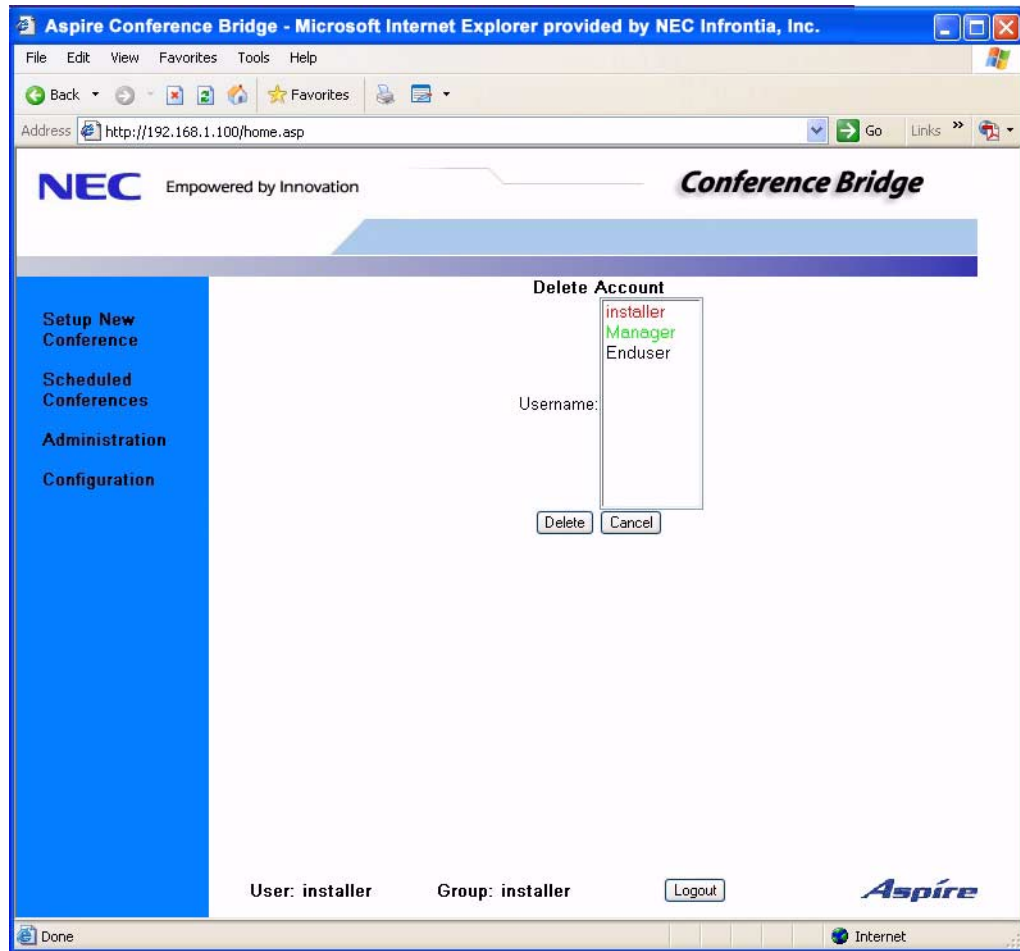 Aspire Conference Bridge - Microsoft Internet Explorer provided by NEC Infrontia, Inc.
File Edit View Favorites Tools Help
Back Favorites
Address http://192.168.1.100/home.asp Go Links »
NEC Empowered by Innovation Conference Bridge
Delete Account
Setup New
Conference
Scheduled
Conferences
Administration
Configuration
Username:
installer
Manager
Enduser
Delete Cancel
User: installer Group: installer Logout Aspire
Done Internet